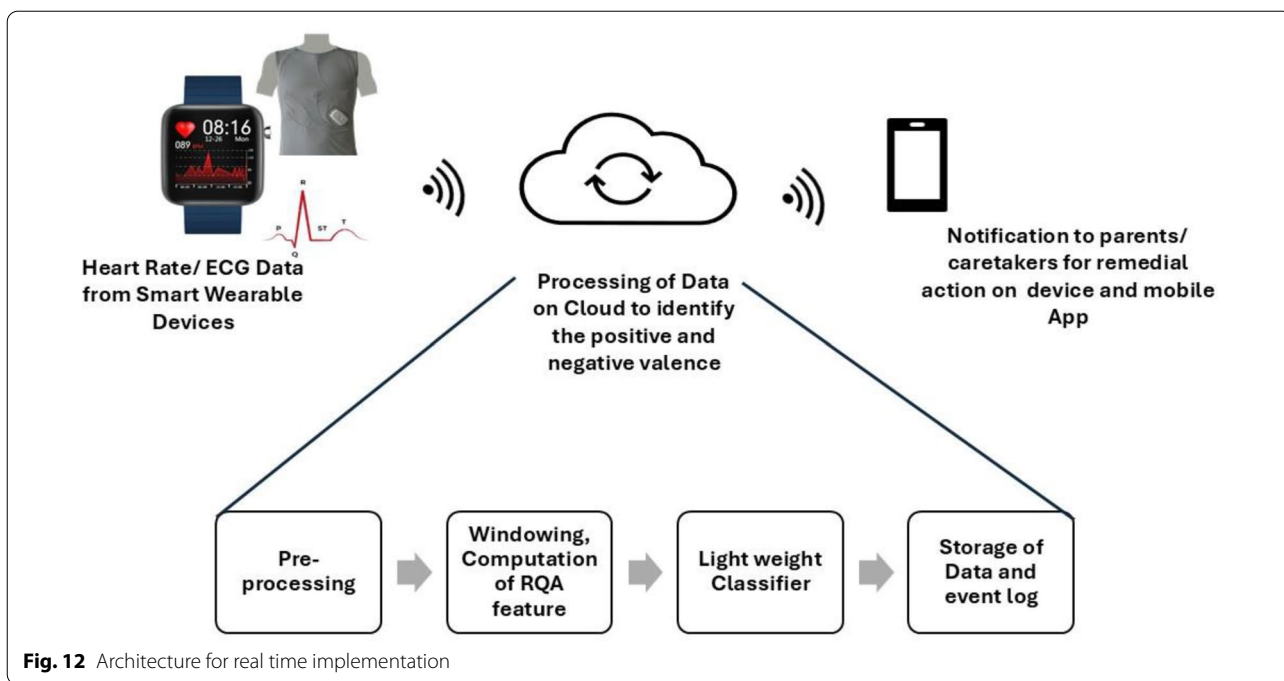 08:16
12-26 Mon
089 BPM
R
P
ST
T
Q
Heart Rate/ ECG Data
from Smart Wearable
Devices
Processing of Data
on Cloud to identify
the positive and
negative valence
Notification to parents/
caretakers for remedial
action on device and mobile
App
Pre-
processing
Windowing,
Computation
of RQA
feature
Light weight
Classifier
Storage of
Data and
event log
Fig. 12 Architecture for real time implementation